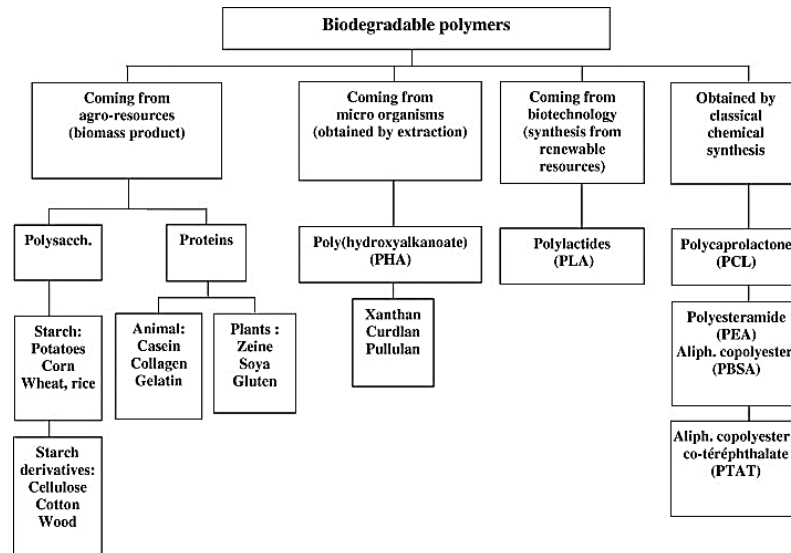 Biodegradable polymers
Coming from
agro-resources
(biomass product)
Coming from
micro organisms
(obtained by extraction)
Coming from
biotechnology
(synthesis from
renewable
resources)
Obtained by
classical
chemical
synthesis
Polysacch.
Proteins
Poly(hydroxyalkanoate)
(PHA)
Polylactides
(PLA)
Polycaprolactone
(PCL)
Starch:
Potatoes
Corn
Wheat, rice
Animal:
Casein
Collagen
Gelatin
Plants :
Zeine
Soya
Gluten
Xanthan
Curdlan
Pullulan
Polyesteramide
(PEA)
Aliph. copolyester
(PBSA)
Starch
derivatives:
Cellulose
Cotton
Wood
Aliph. copolyester
co-téréphthalate
(PTAT)